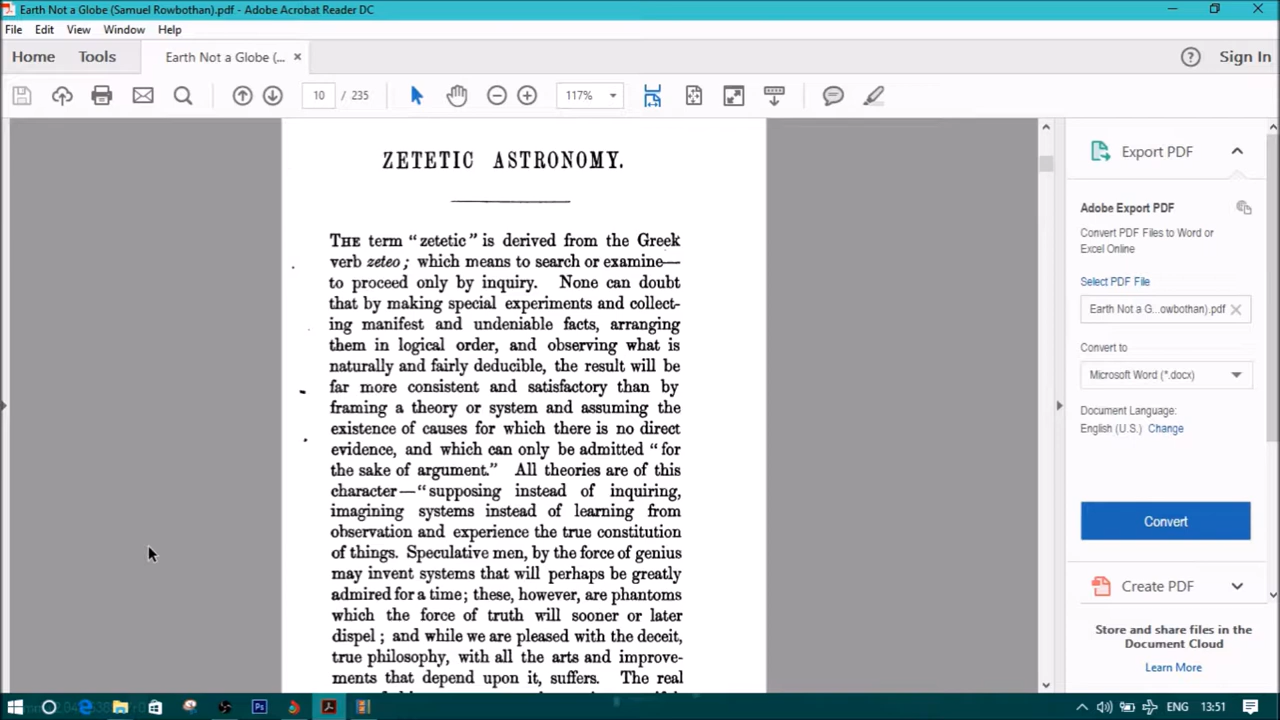 Earth Not a Globe (Samuel Rowbothan).pdf - Adobe Acrobat Reader DC
File Edit View Window Help
Home Tools Earth Not a Globe (... × Sign In
10 / 235 117%
ZETETIC ASTRONOMY.
THE term “zetetic” is derived from the Greek
verb zeteo; which means to search or examine—
to proceed only by inquiry. None can doubt
that by making special experiments and collect-
ing manifest and undeniable facts, arranging
them in logical order, and observing what is
naturally and fairly deducible, the result will be
far more consistent and satisfactory than by
framing a theory or system and assuming the
existence of causes for which there is no direct
evidence, and which can only be admitted “for
the sake of argument.” All theories are of this
character—“supposing instead of inquiring,
imagining systems instead of learning from
observation and experience the true constitution
of things. Speculative men, by the force of genius
may invent systems that will perhaps be greatly
admired for a time; these, however, are phantoms
which the force of truth will sooner or later
dispel; and while we are pleased with the deceit,
true philosophy, with all the arts and improve-
ments that depend upon it, suffers. The real
Export PDF
Adobe Export PDF
Convert PDF Files to Word or
Excel Online
Select PDF File
Earth Not a G...owbothan).pdf
Convert to
Microsoft Word (*.docx)
Document Language:
English (U.S.) Change
Convert
Create PDF
Store and share files in the
Document Cloud
Learn More
ENG 13:51